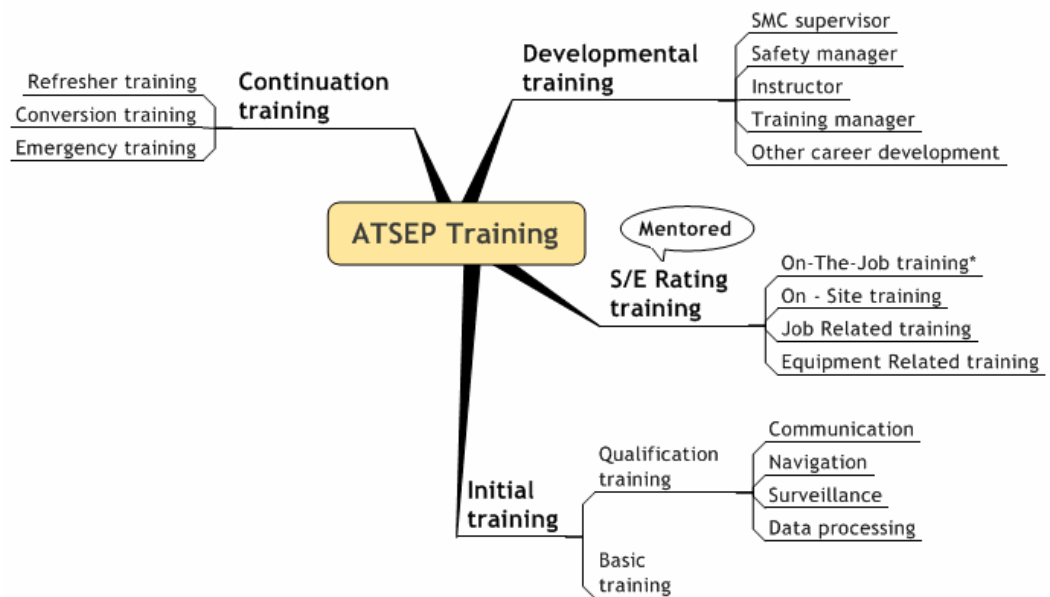 ATSEP Training
Continuation
training
Refresher training
Conversion training
Emergency training
Developmental
training
SMC supervisor
Safety manager
Instructor
Training manager
Other career development
Mentored
S/E Rating
training
On-The-Job training*
On - Site training
Job Related training
Equipment Related training
Initial
training
Qualification
training
Communication
Navigation
Surveillance
Data processing
Basic
training